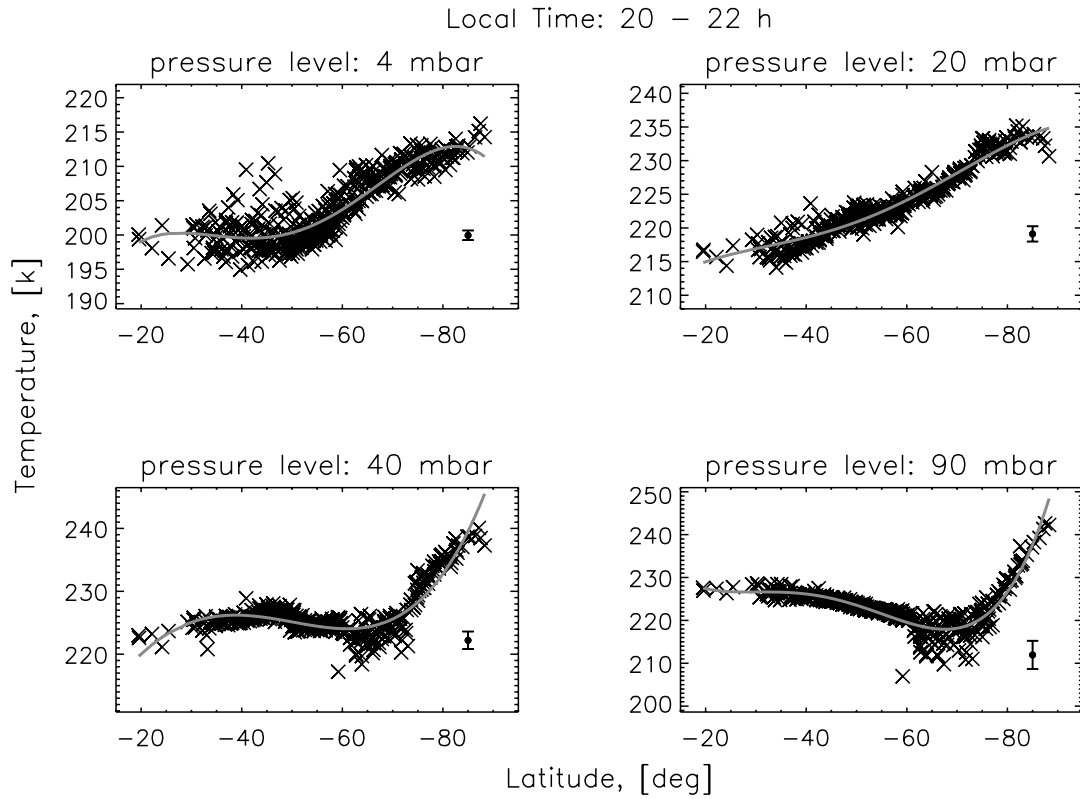 Local Time: 20 − 22 h
pressure level: 4 mbar
220
215
210
205
200
195
190
−20 −40 −60 −80
pressure level: 20 mbar
240
235
230
225
220
215
210
−20 −40 −60 −80
Temperature, [k]
pressure level: 40 mbar
240
230
220
−20 −40 −60 −80
pressure level: 90 mbar
250
240
230
220
210
200
−20 −40 −60 −80
Latitude, [deg]